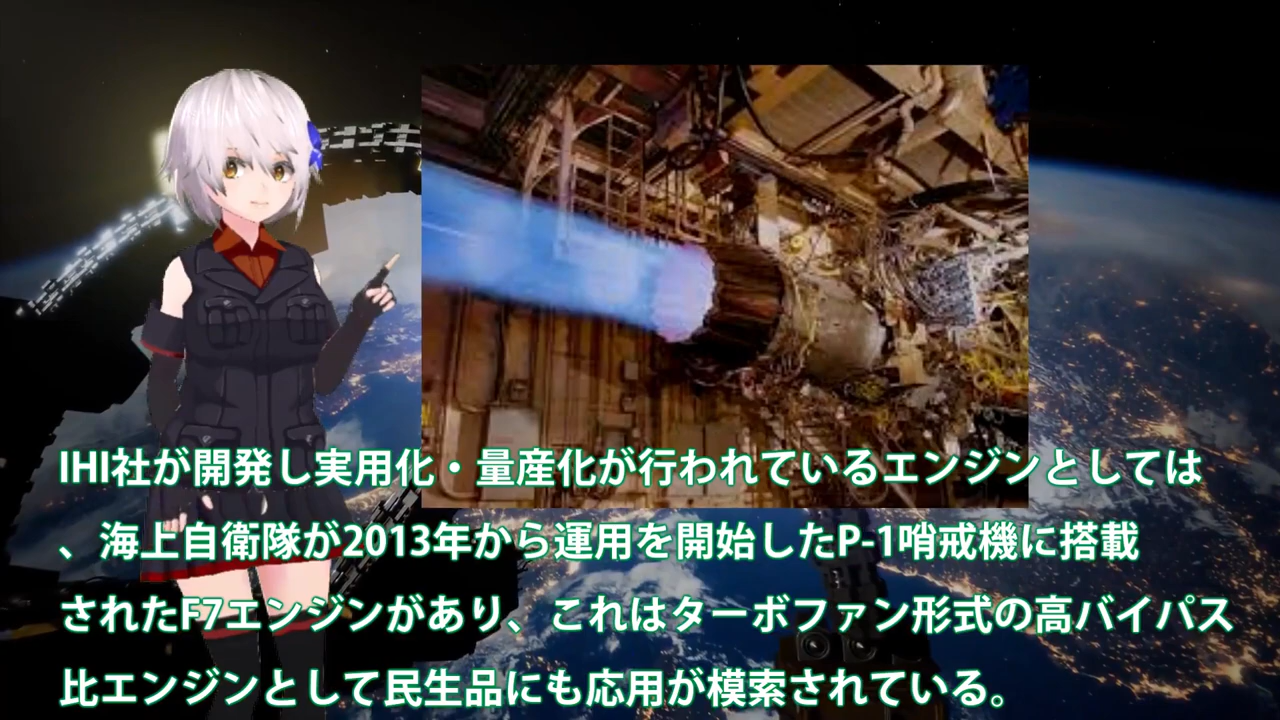 IHI社が開発し実用化・量産化が行われているエンジンとしては
、海上自衛隊が2013年から運用を開始したP-1哨戒機に搭載
されたF7エンジンがあり、これはターボファン形式の高バイパス
比エンジンとして民生品にも応用が模索されている。